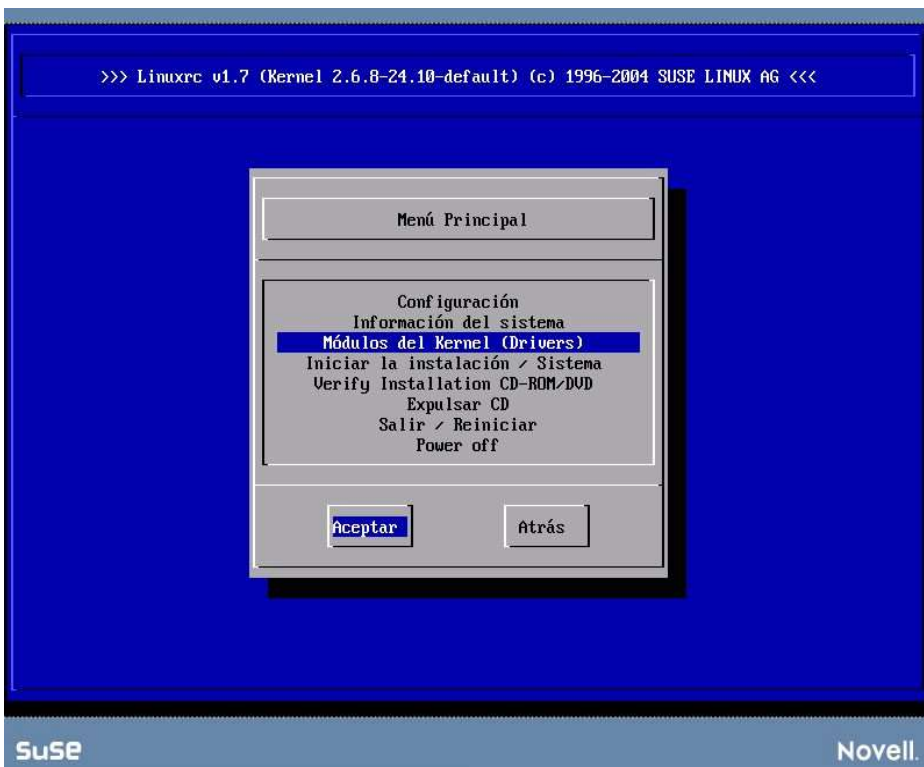 >>> Linuxrc v1.7 (Kernel 2.6.8-24.10-default) (c) 1996-2004 SUSE LINUX AG <<<
Menú Principal
Configuración
Información del sistema
Módulos del Kernel (Drivers)
Iniciar la instalación / Sistema
Verify Installation CD-ROM/DVD
Expulsar CD
Salir / Reiniciar
Power off
Aceptar Atrás
SuSE Novell.